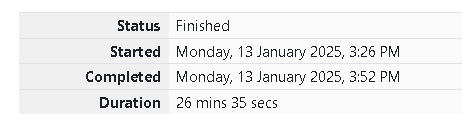 Status Finished
Started Monday, 13 January 2025, 3:26 PM
Completed Monday, 13 January 2025, 3:52 PM
Duration 26 mins 35 secs